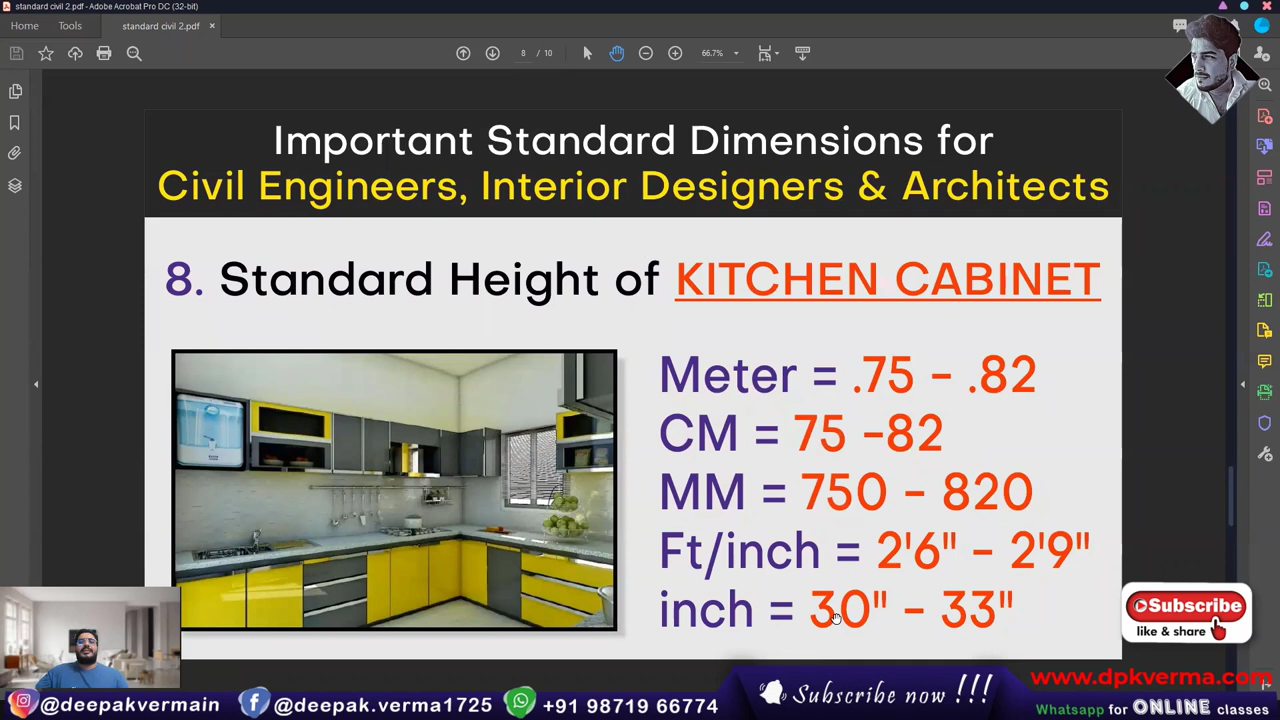 standard civil 2.pdf - Adobe Acrobat Pro DC (32-bit)
Home
Tools
standard civil 2.pdf
8 / 10
66.7%
Important Standard Dimensions for
Civil Engineers, Interior Designers & Architects
8. Standard Height of KITCHEN CABINET
Meter = .75 - .82
CM = 75 -82
MM = 750 - 820
Ft/inch = 2'6" - 2'9"
inch = 30" - 33"
Subscribe
like & share
@deepakvermain
@deepak.verma1725
+91 98719 66774
Subscribe now !!!
www.dpkverma.com
Whatsapp for ONLINE classes